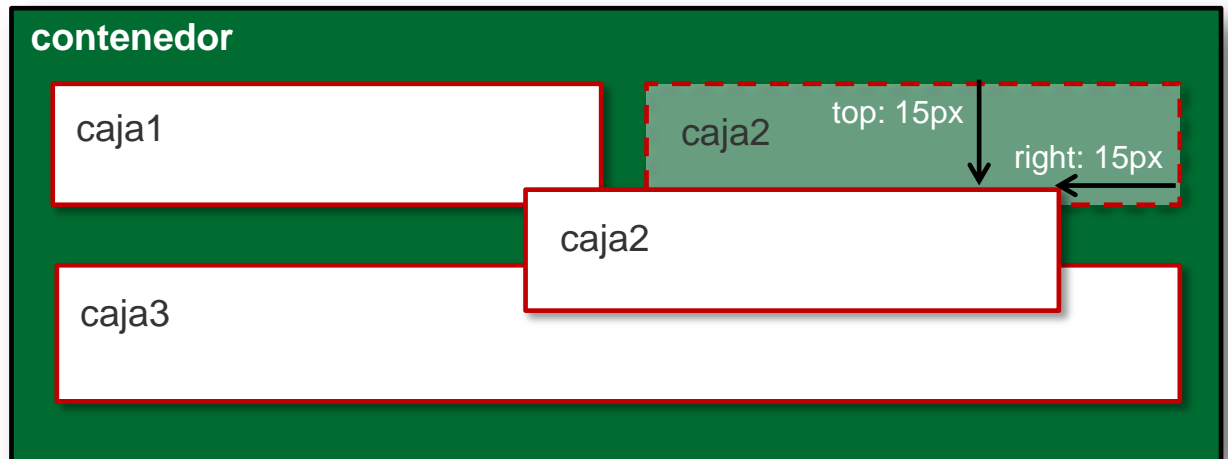 contenedor
caja1
caja2
top: 15px
right: 15px
caja2
caja3